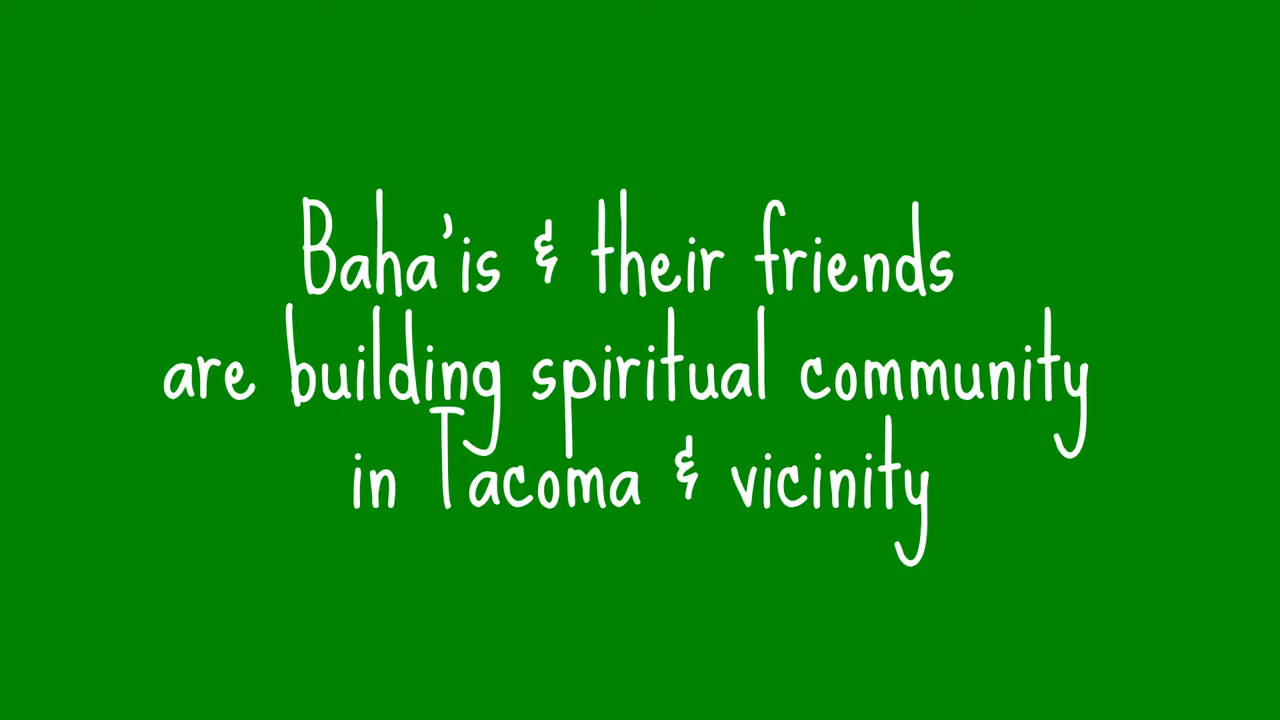 Baha'is & their friends
are building spiritual community
in Tacoma & vicinity